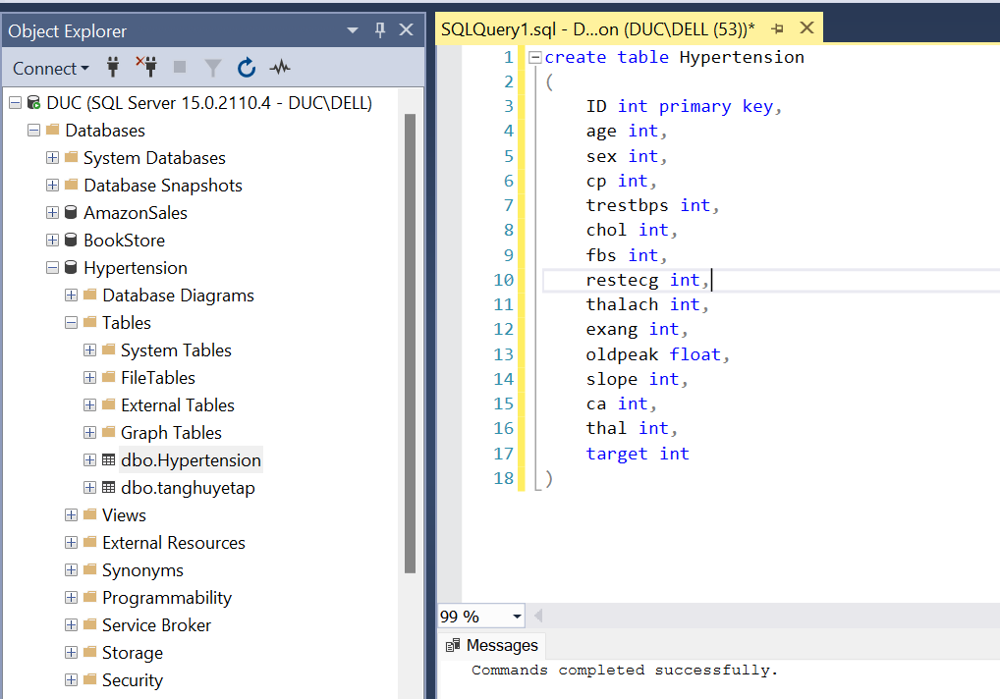 Object Explorer
Connect
DUC (SQL Server 15.0.2110.4 - DUC\DELL)
Databases
System Databases
Database Snapshots
AmazonSales
BookStore
Hypertension
Database Diagrams
Tables
System Tables
FileTables
External Tables
Graph Tables
dbo.Hypertension
dbo.tanghuyetap
Views
External Resources
Synonyms
Programmability
Service Broker
Storage
Security
SQLQuery1.sql - D...on (DUC\DELL (53))*
1 create table Hypertension
2 (
3 ID int primary key,
4 age int,
5 sex int,
6 cp int,
7 trestbps int,
8 chol int,
9 fbs int,
10 restecg int,
11 thalach int,
12 exang int,
13 oldpeak float,
14 slope int,
15 ca int,
16 thal int,
17 target int
18 )
99 %
Messages
Commands completed successfully.